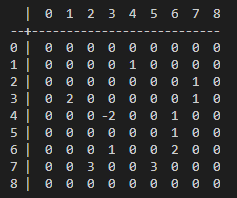 | 0 1 2 3 4 5 6 7 8
--+---------------------------
0 | 0 0 0 0 0 0 0 0 0
1 | 0 0 0 0 1 0 0 0 0
2 | 0 0 0 0 0 0 0 1 0
3 | 0 2 0 0 0 0 0 1 0
4 | 0 0 0 -2 0 0 1 0 0
5 | 0 0 0 0 0 0 1 0 0
6 | 0 0 0 1 0 0 2 0 0
7 | 0 0 3 0 0 3 0 0 0
8 | 0 0 0 0 0 0 0 0 0